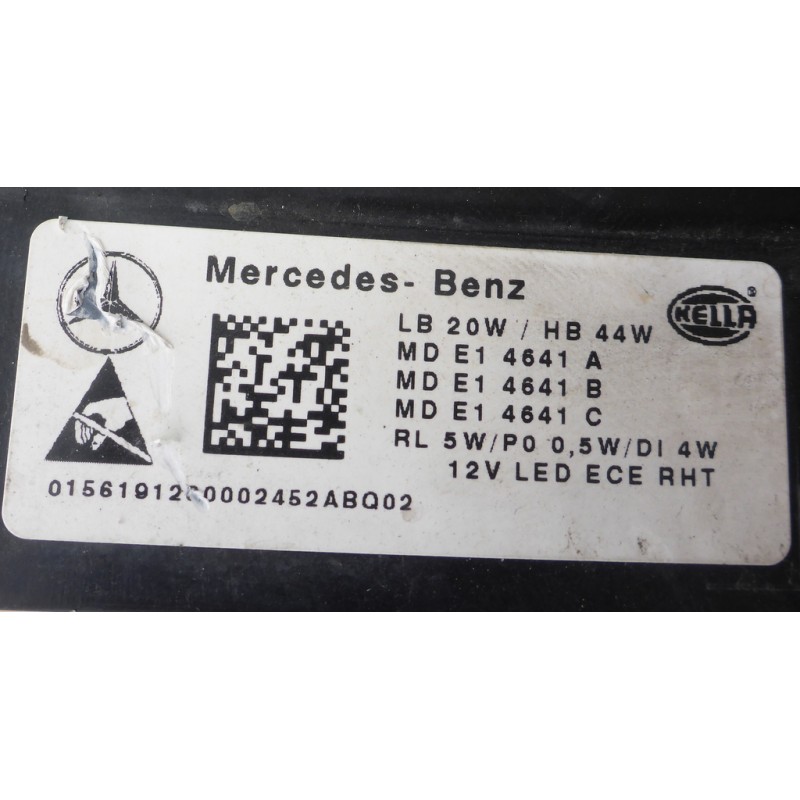 Mercedes- Benz
HELLA ®
LB 20W / HB 44W
MD E1 4641 A
MD E1 4641 B
MD E1 4641 C
RL 5W/P0 0,5W/DI 4W
12V LED ECE RHT